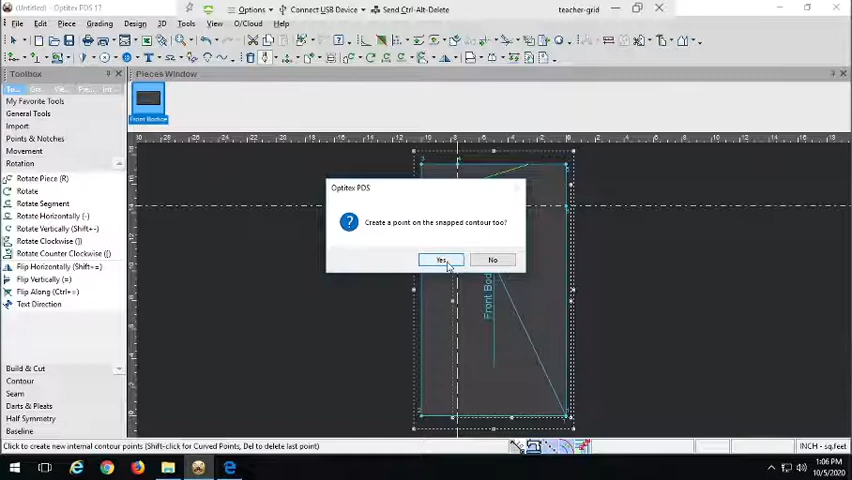 Optitex PDS 17
Options
Connect USB Device
Send Ctrl-Alt-Delete
teacher-grid
File Edit Piece Grading Design 3D Tools View O/Cloud Help
Toolbox
Pieces Window
To...
My Favorite Tools
General Tools
Import
Points & Notches
Movement
Rotation
Rotate Piece (R)
Rotate
Rotate Segment
Rotate Horizontally (-)
Rotate Vertically (Shift+-)
Rotate Clockwise (])
Rotate Counter Clockwise ([)
Flip Horizontally (Shift+=)
Flip Vertically (=)
Flip Along (Ctrl+=)
Text Direction
Build & Cut
Contour
Seam
Darts & Pleats
Half Symmetry
Baseline
Front Bodice
Optitex PDS
Create a point on the snapped contour too?
Yes
No
Front Bod
Click to create new internal contour points (Shift-click for Curved Points, Del to delete last point)
INCH - sq.feet
1:06 PM
10/5/2020